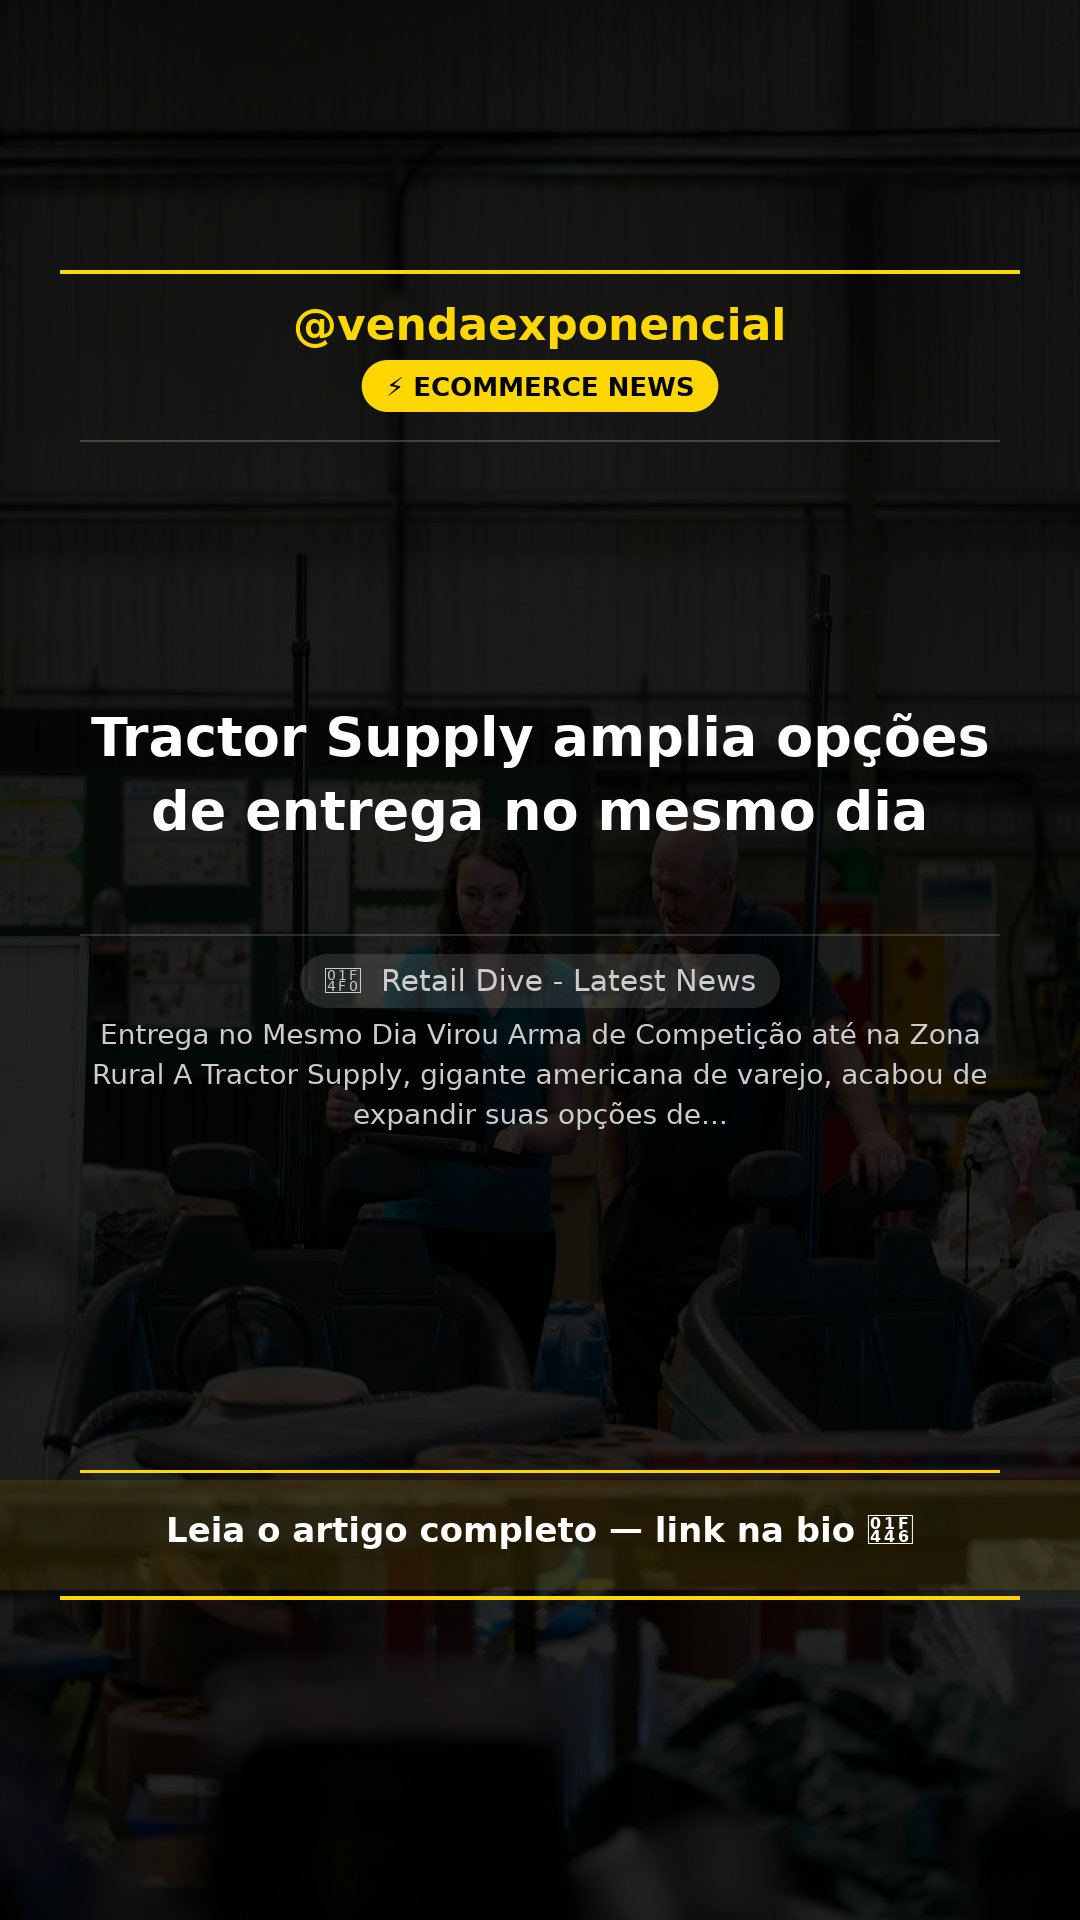 @vendaexponencial
⚡ ECOMMERCE NEWS
Tractor Supply amplia opções
de entrega no mesmo dia
01F4F0 Retail Dive - Latest News
Entrega no Mesmo Dia Virou Arma de Competição até na Zona
Rural A Tractor Supply, gigante americana de varejo, acabou de
expandir suas opções de...
Leia o artigo completo — link na bio 01F446